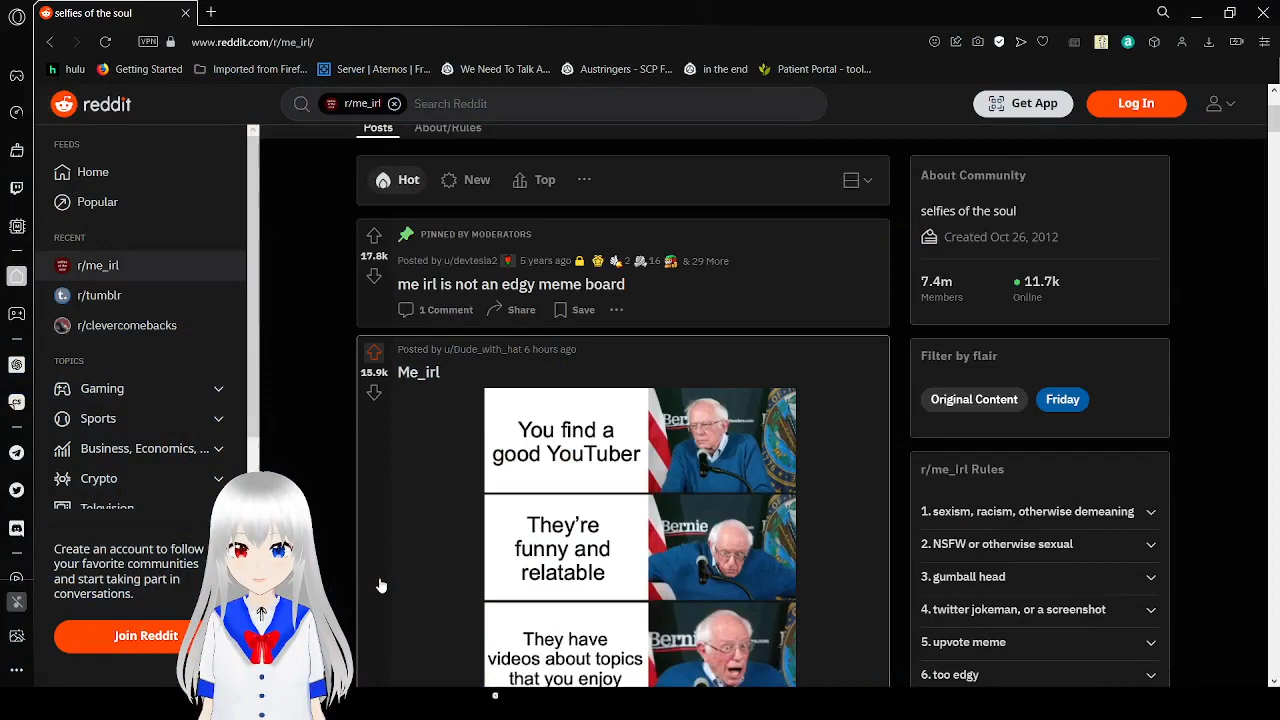 selfies of the soul
VPN
www.reddit.com/r/me_irl/
hulu
Getting Started
Imported from Firef...
Server | Aternos | Fr...
We Need To Talk A...
Austringers - SCP F...
in the end
Patient Portal - tool...
reddit
r/me_irl
Search Reddit
Get App
Log In
FEEDS
Home
Popular
RECENT
r/me_irl
r/tumblr
r/clevercomebacks
TOPICS
Gaming
Sports
Business, Economics, ...
Crypto
Television
Create an account to follow
your favorite communities
and start taking part in
conversations.
Join Reddit
Posts
About/Rules
Hot
New
Top
PINNED BY MODERATORS
17.8k
Posted by u/devtesia2 5 years ago 2 16 & 29 More
me irl is not an edgy meme board
1 Comment
Share
Save
Posted by u/Dude_with_hat 6 hours ago
15.9k
Me_irl
You find a
good YouTuber
Bernie
They're
funny and
relatable
Bernie
They have
videos about topics
that you enjoy
About Community
selfies of the soul
Created Oct 26, 2012
7.4m
11.7k
Members
Online
Filter by flair
Original Content
Friday
r/me_irl Rules
1. sexism, racism, otherwise demeaning
2. NSFW or otherwise sexual
3. gumball head
4. twitter jokeman, or a screenshot
5. upvote meme
6. too edgy